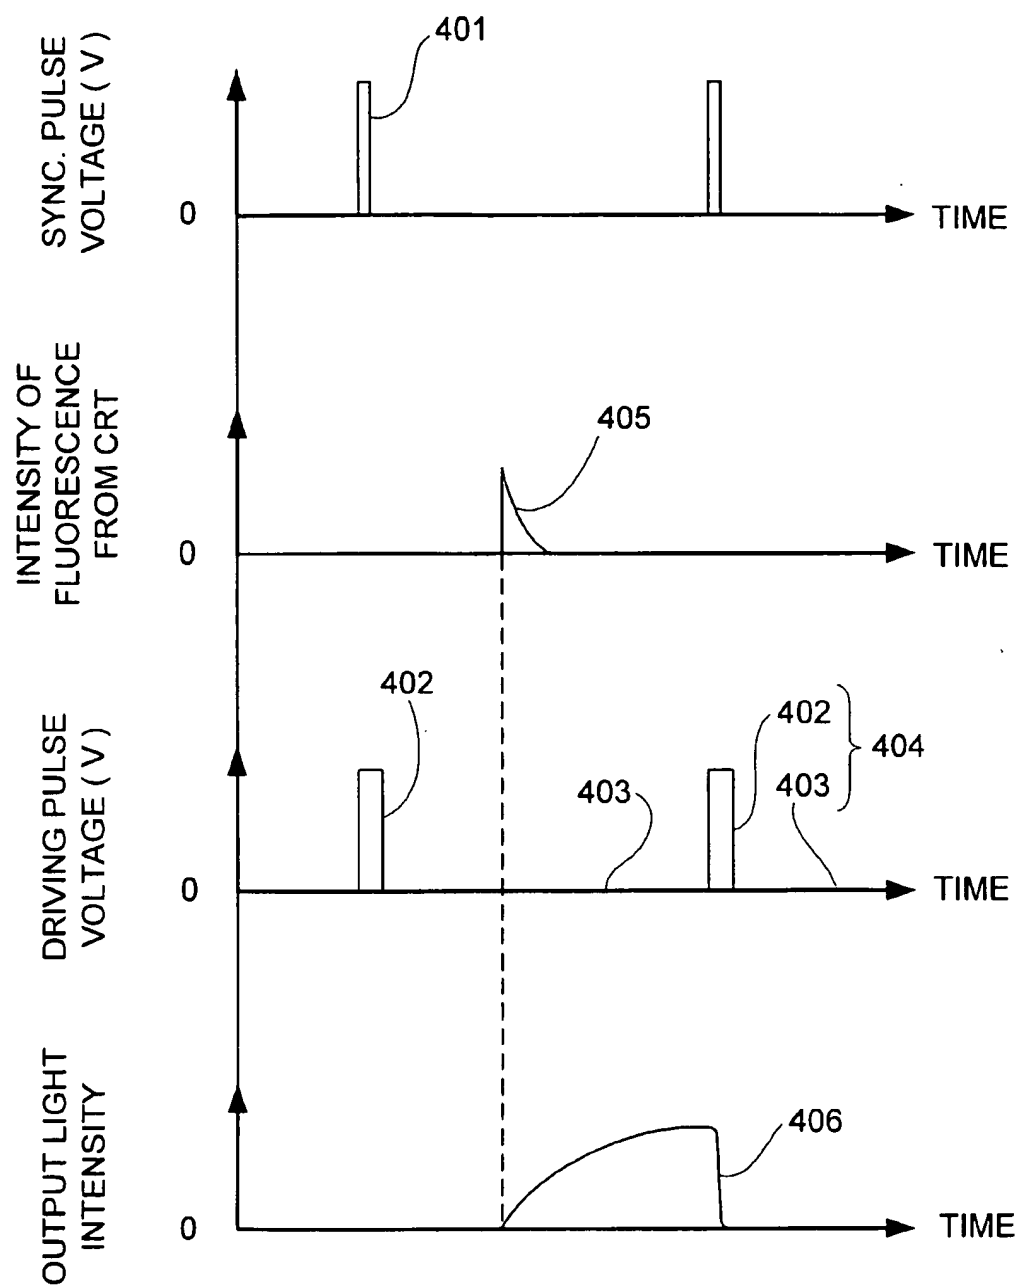 401
SYNC. PULSE
VOLTAGE ( V )
0
TIME
INTENSITY OF
FLUORESCENCE
FROM CRT
405
0
TIME
402
402
404
403
403
DRIVING PULSE
VOLTAGE ( V )
0
TIME
OUTPUT LIGHT
INTENSITY
406
0
TIME